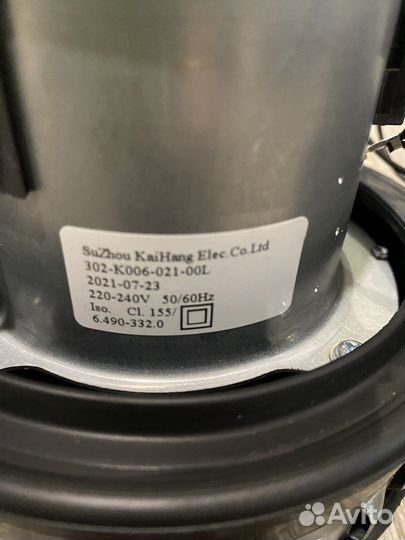 SuZhou KaiHang Elec.Co.Ltd
302-K006-021-00L
2021-07-23
220-240V 50/60Hz
Iso. Cl. 155/
6.490-332.0
Avito